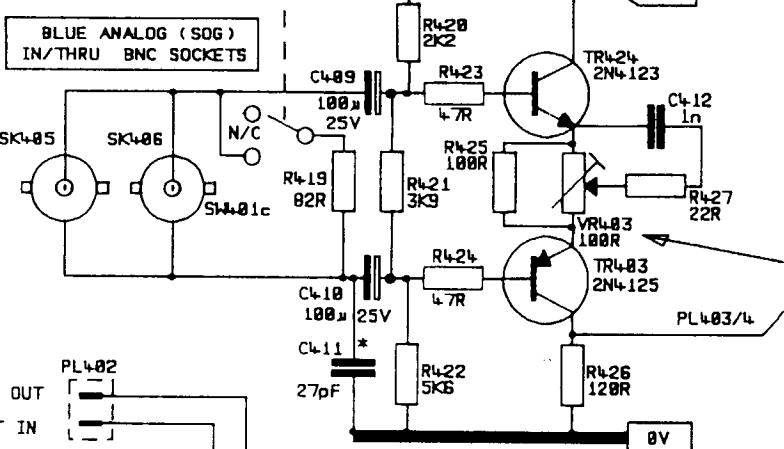 BLUE ANALOG (SOG)
IN/THRU BNC SOCKETS
R420
2K2
TR424
2N4123
C409
100µ
25V
R423
47R
C412
1n
SK405
SK406
N/C
R425
100R
R419
82R
R421
3K9
R427
22R
SW401c
VR403
100R
R424
47R
TR403
2N4125
C410
100µ 25V
PL403/4
C411
*
27pF
R422
5K6
R426
120R
PL402
OUT
IN
0V